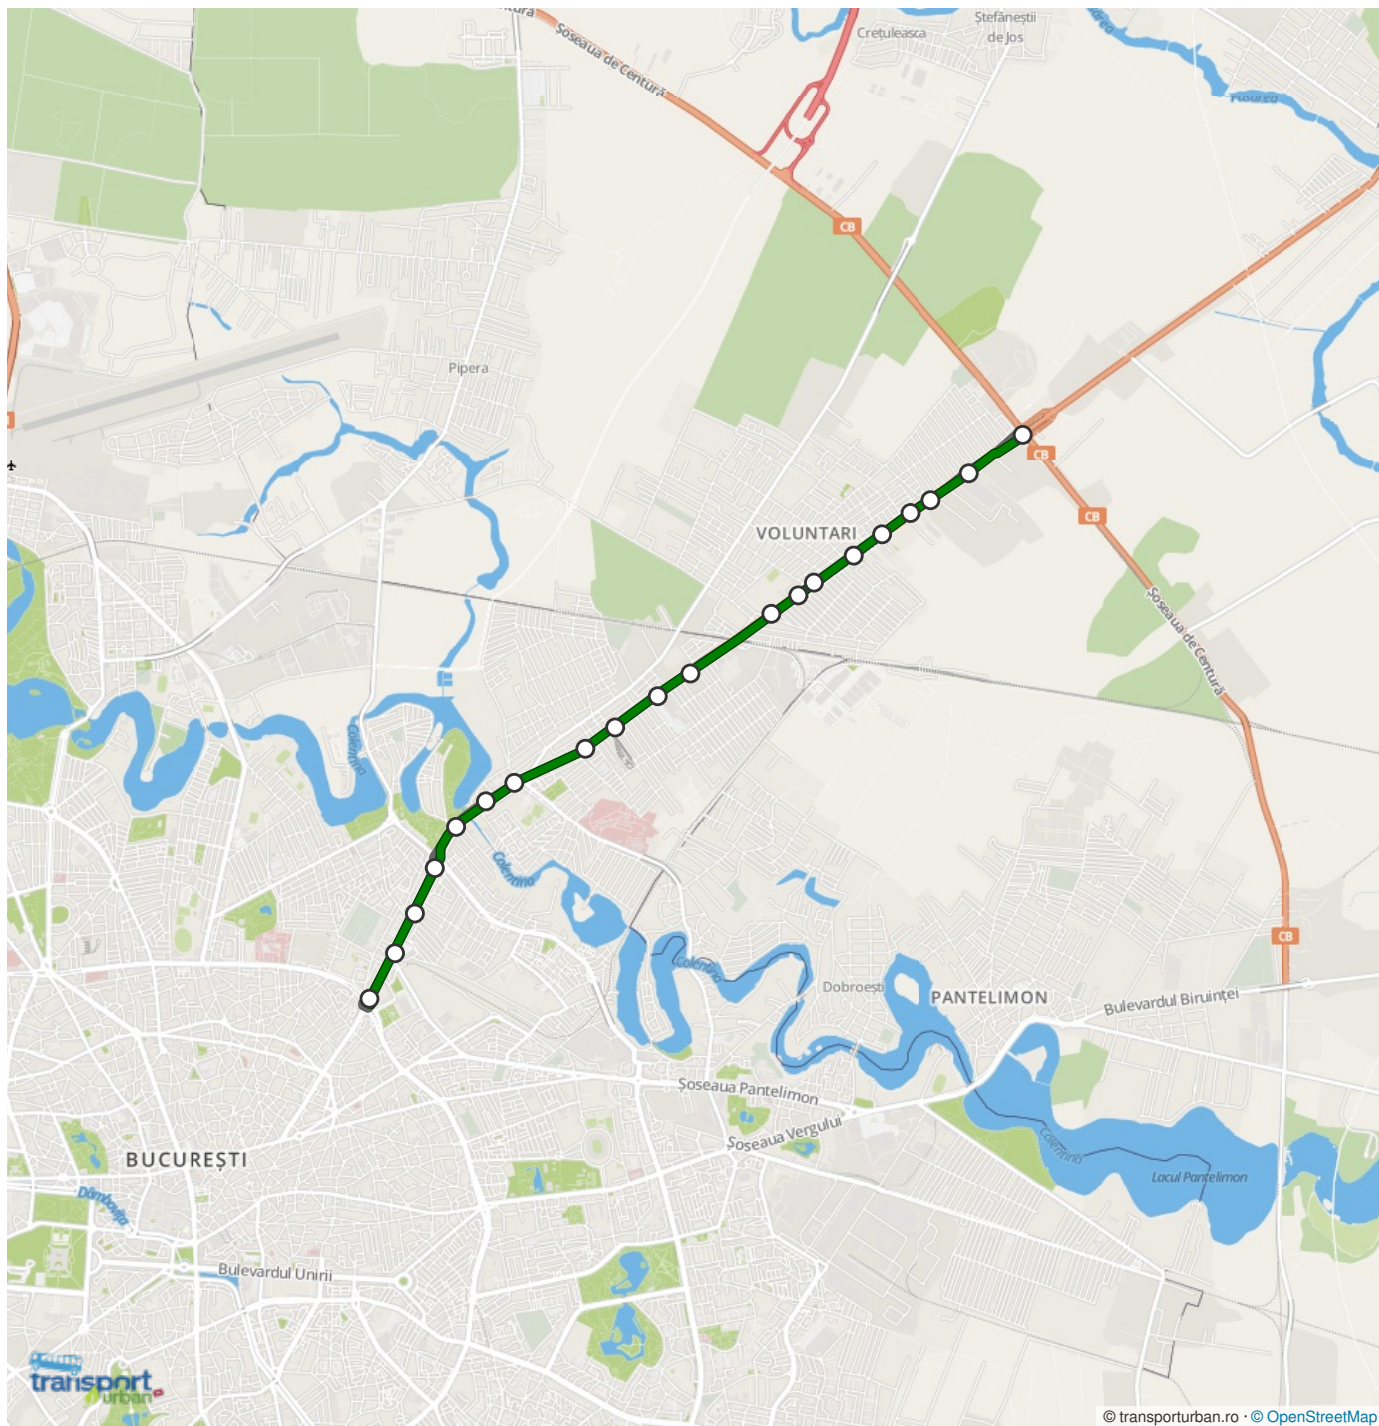 Șoseaua de Centură
Crețuleasca
Ștefăneștii
de Jos
CB
Pipera
CB
VOLUNTARI
CB
Șoseaua de Centură
Colentina
Colentina
CB
Colentina
Dobroești
PANTELIMON
Bulevardul Biruinței
Șoseaua Pantelimon
Șoseaua Vergului
Colentina
BUCUREȘTI
Lacul Pantelimon
Dâmbovița
Bulevardul Unirii
transport
urban
© transporturban.ro · © OpenStreetMap